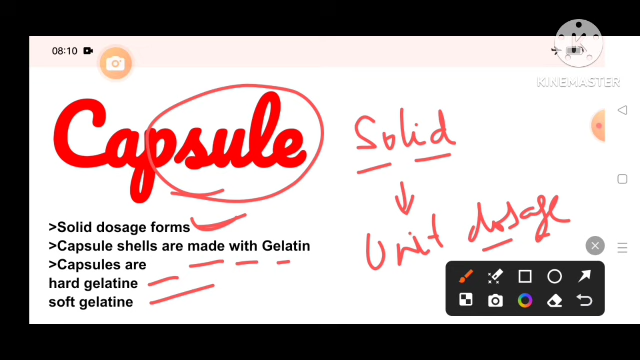 08:10
KINEMASTER
Capsule
Solid
Unit dosage
>Solid dosage forms
>Capsule shells are made with Gelatin
>Capsules are
hard gelatine
soft gelatine